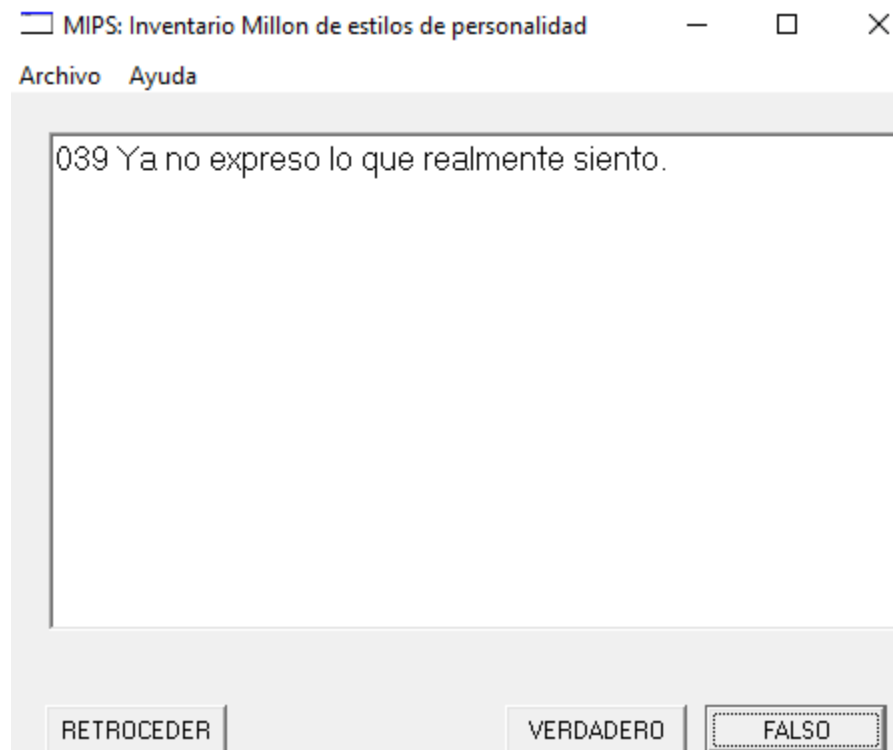 MIPS: Inventario Millon de estilos de personalidad
Archivo Ayuda
039 Ya no expreso lo que realmente siento.
RETROCEDER VERDADERO FALSO